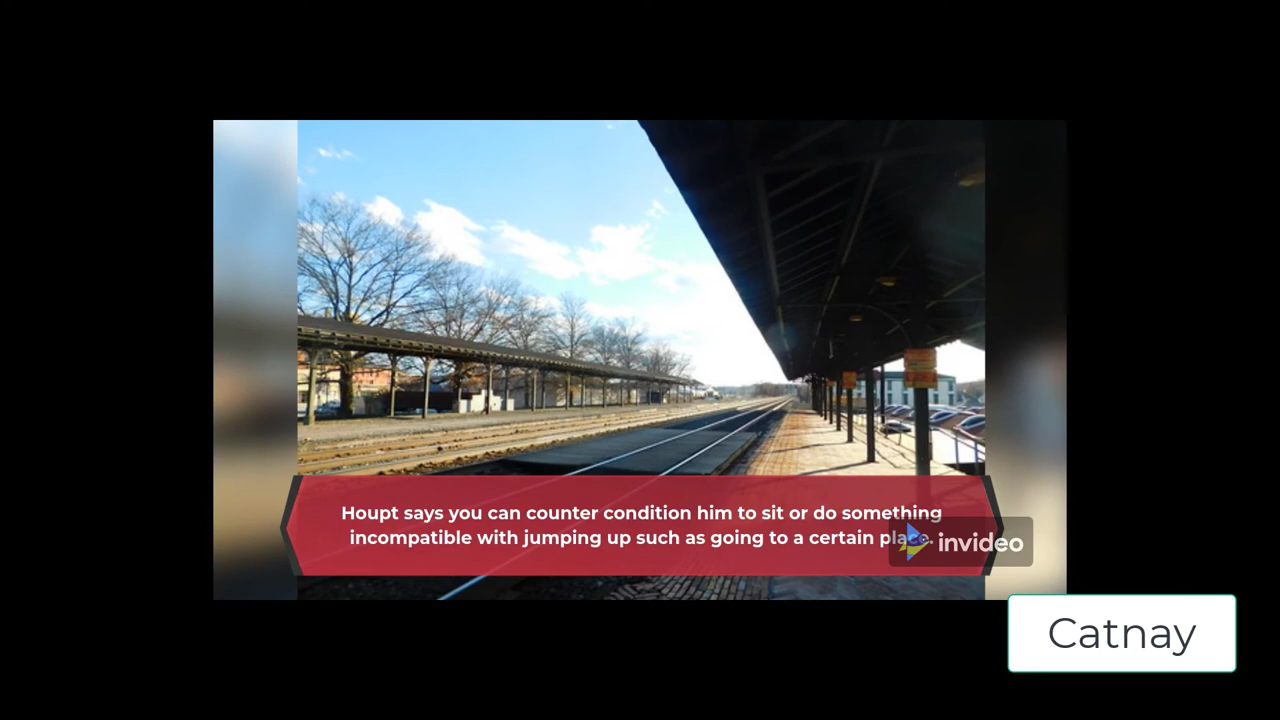 Houpt says you can counter condition him to sit or do something
incompatible with jumping up such as going to a certain place.
invideo
Catnay